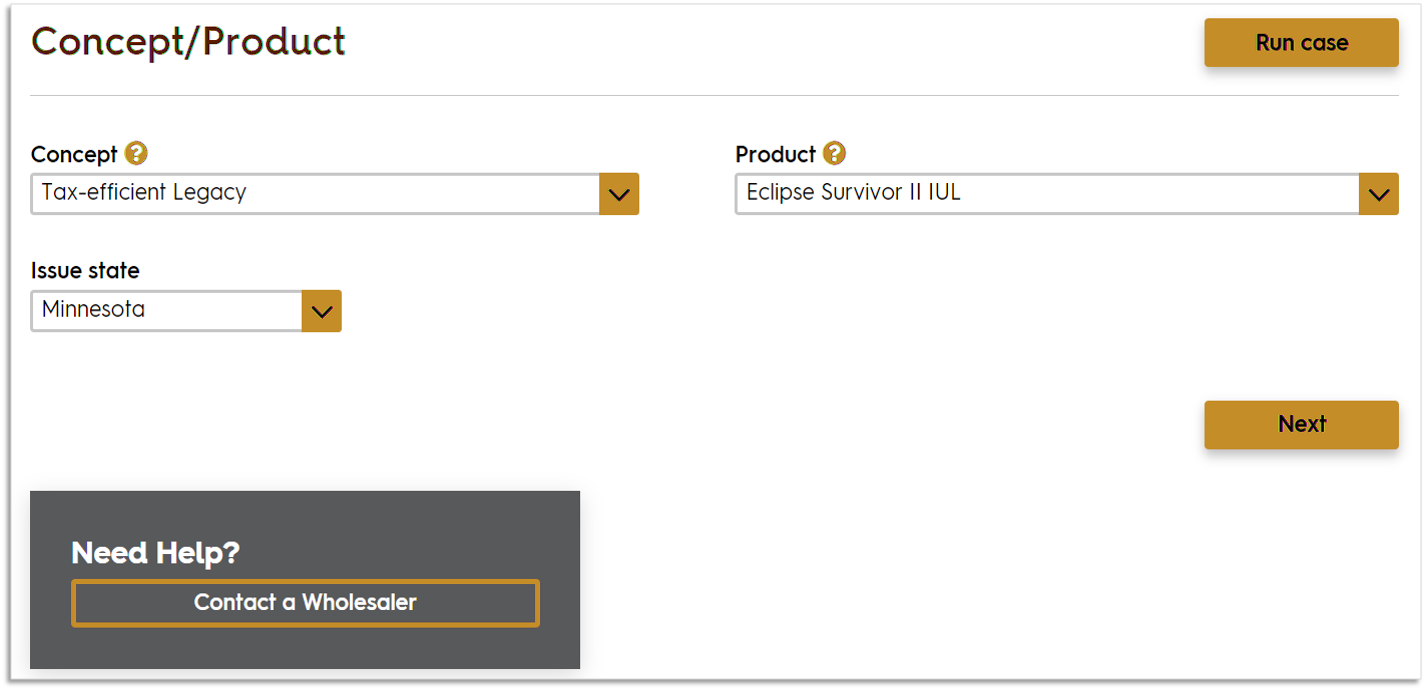 Concept/Product
Run case
Concept ?
Product ?
Tax-efficient Legacy
Eclipse Survivor II IUL
Issue state
Minnesota
Next
Need Help?
Contact a Wholesaler